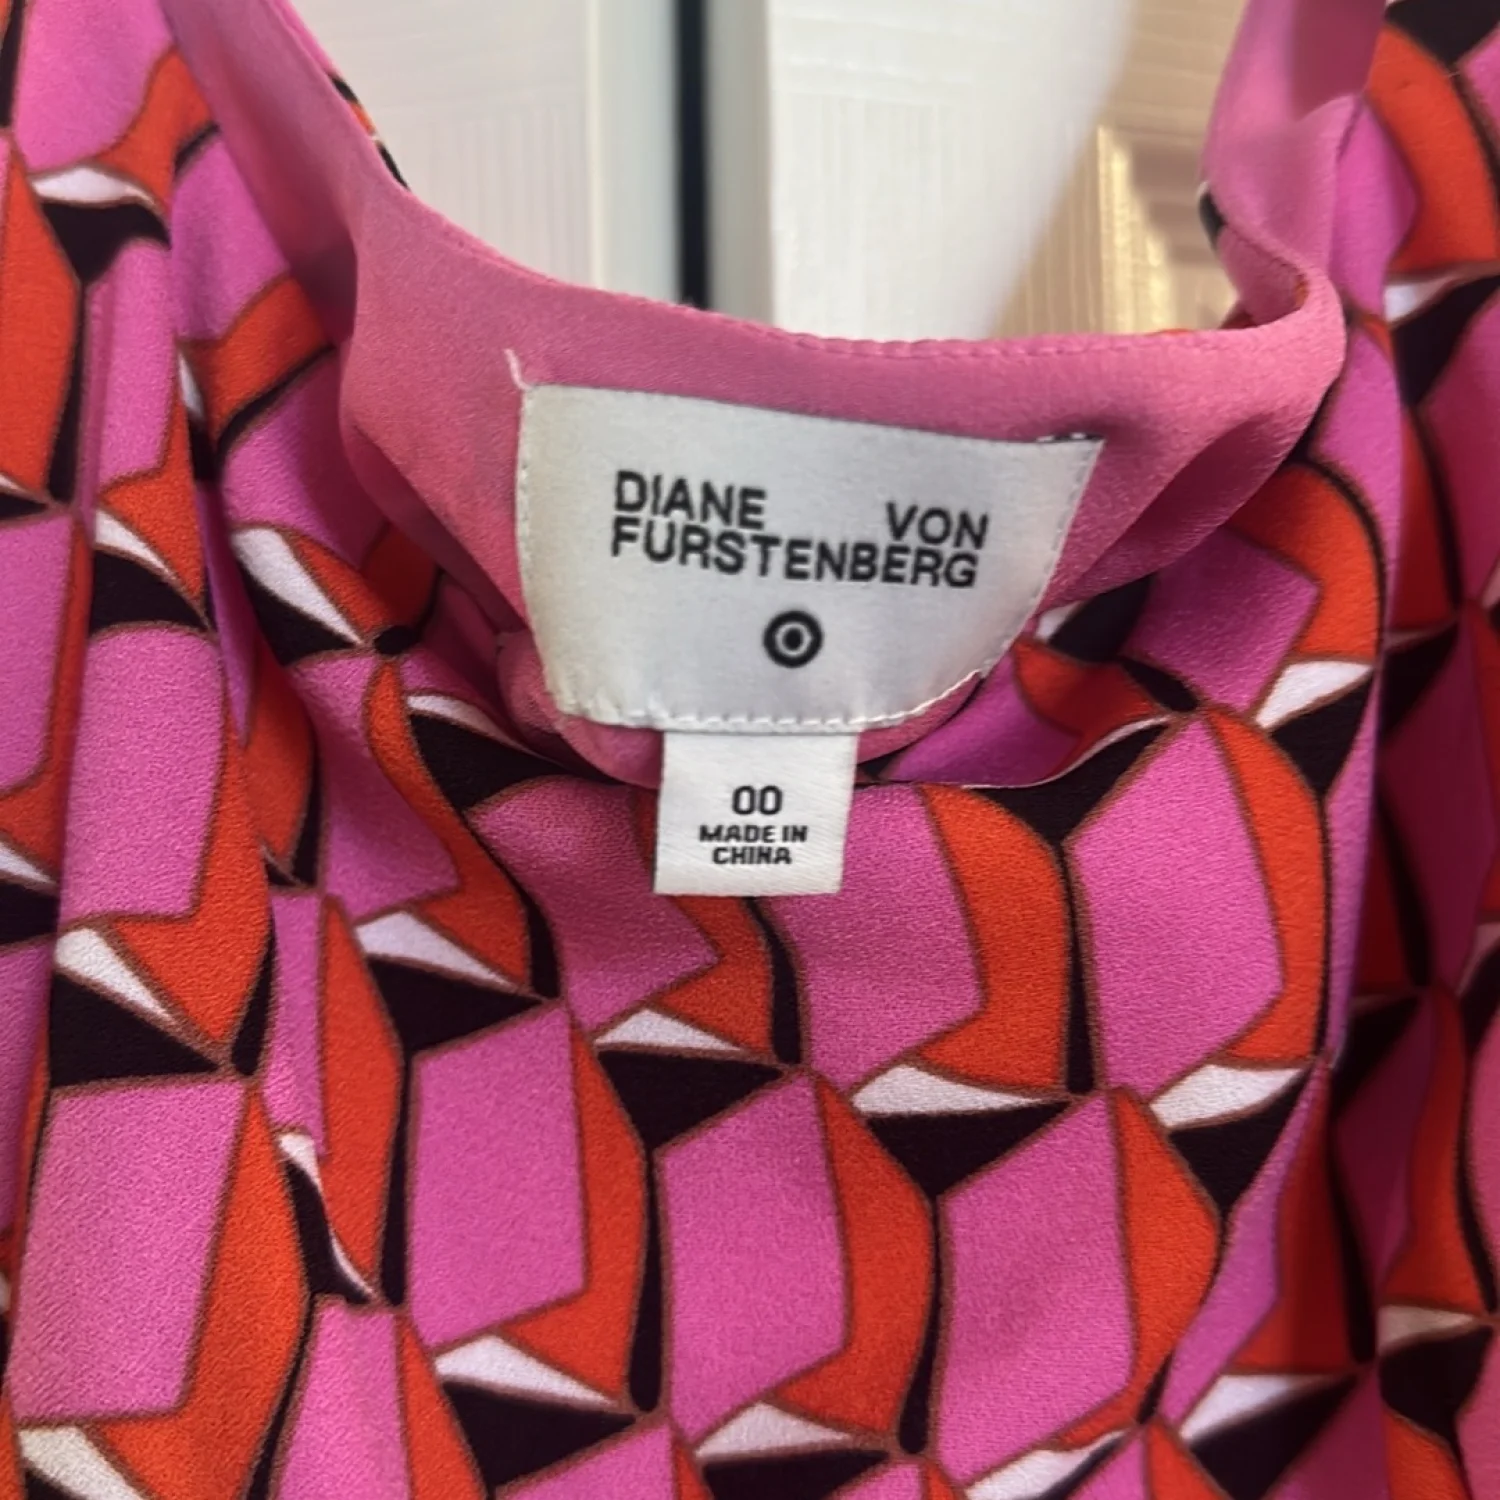 DIANE VON
FURSTENBERG
00
MADE IN
CHINA